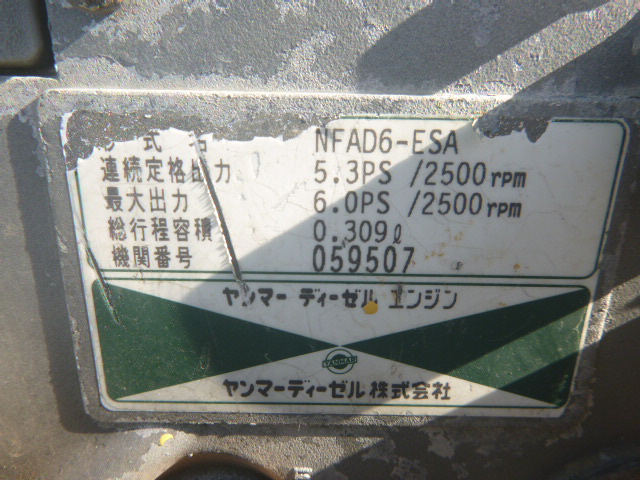 形式名 NFAD6-ESA
連続定格出力 5.3PS /2500rpm
最大出力 6.0PS /2500rpm
総行程容積 0.309ℓ
機関番号 059507
ヤンマー ディーゼル エンジン
YANMAR
ヤンマーディーゼル株式会社